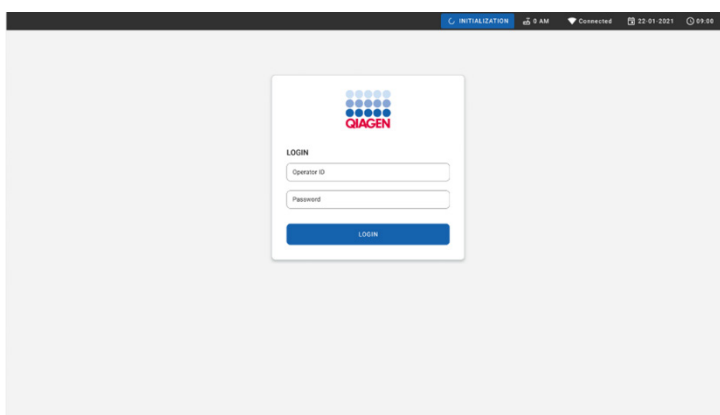 INITIALIZATION 0 AM Connected 22-01-2021 09:08
QIAGEN
LOGIN
Operator ID
Password
LOGIN